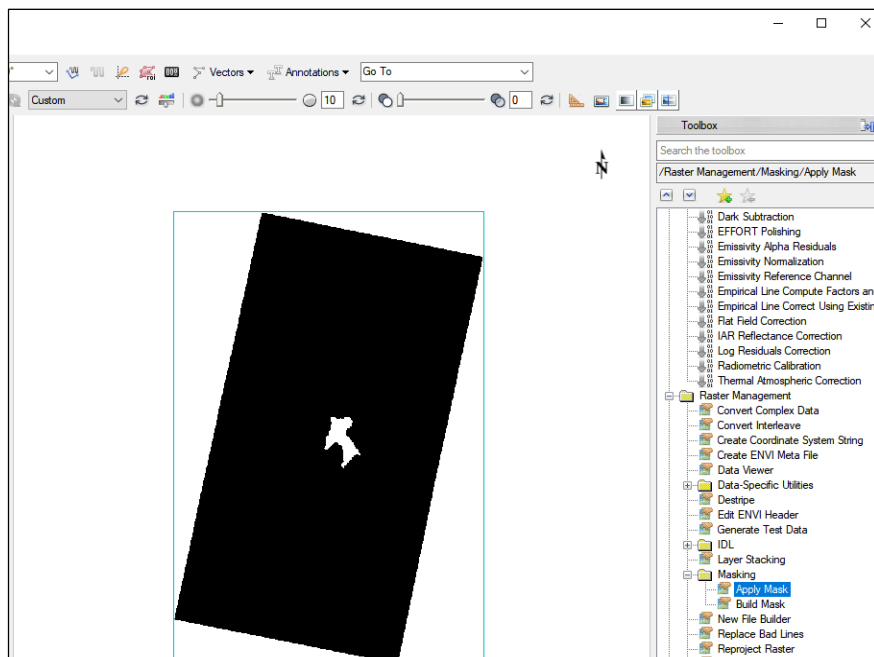 Vectors Annotations Go To
Custom 10 0
Toolbox
Search the toolbox
/Raster Management/Masking/Apply Mask
N
Dark Subtraction
EFFORT Polishing
Emissivity Alpha Residuals
Emissivity Normalization
Emissivity Reference Channel
Empirical Line Compute Factors an
Empirical Line Correct Using Existin
Flat Field Correction
IAR Reflectance Correction
Log Residuals Correction
Radiometric Calibration
Thermal Atmospheric Correction
Raster Management
Convert Complex Data
Convert Interleave
Create Coordinate System String
Create ENVI Meta File
Data Viewer
Data-Specific Utilities
Destripe
Edit ENVI Header
Generate Test Data
IDL
Layer Stacking
Masking
Apply Mask
Build Mask
New File Builder
Replace Bad Lines
Reproject Raster